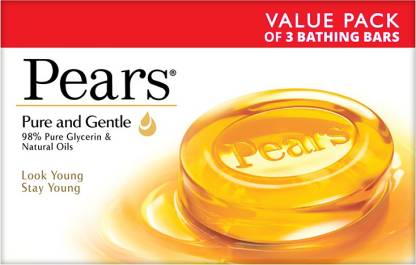 VALUE PACK
OF 3 BATHING BARS
Pears®
Pure and Gentle
98% Pure Glycerin &
Natural Oils
Look Young
Stay Young
Pears